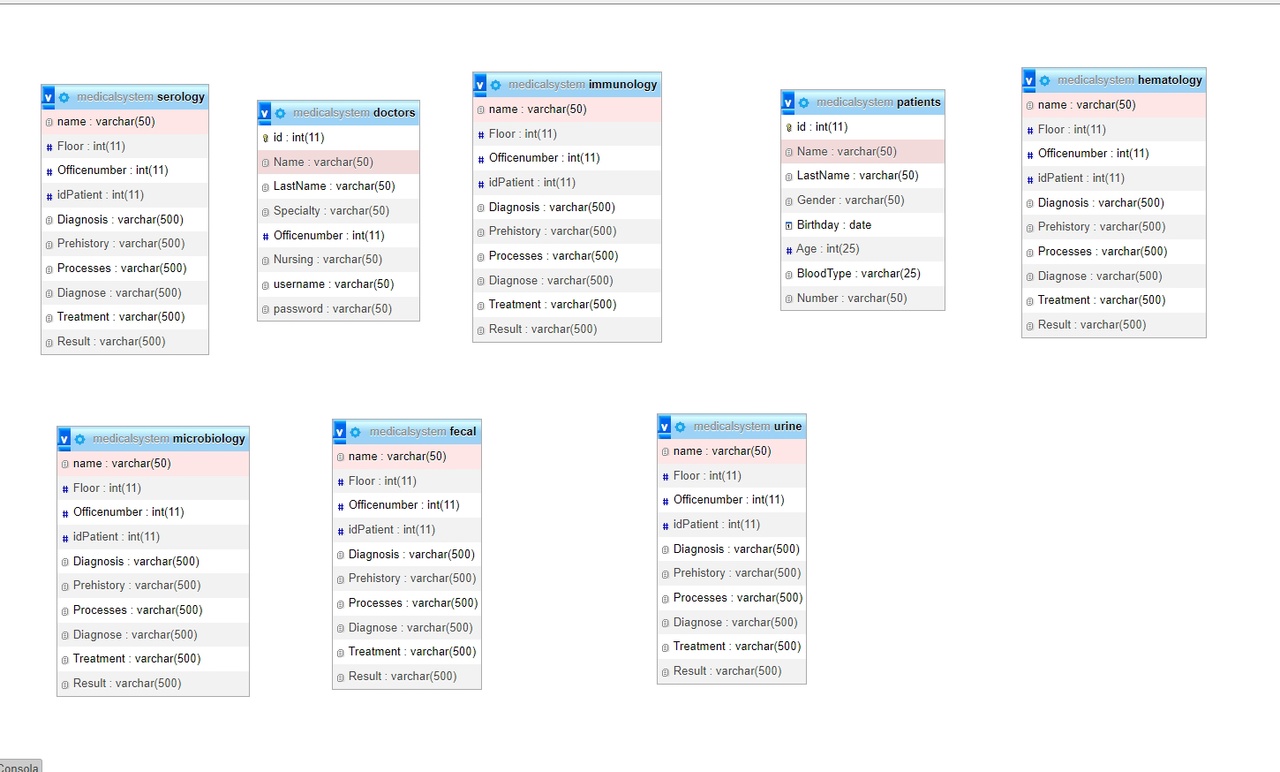 medicalsystem serology
name : varchar(50)
Floor : int(11)
Officenumber : int(11)
idPatient : int(11)
Diagnosis : varchar(500)
Prehistory : varchar(500)
Processes : varchar(500)
Diagnose : varchar(500)
Treatment : varchar(500)
Result : varchar(500)
medicalsystem doctors
id : int(11)
Name : varchar(50)
LastName : varchar(50)
Specialty : varchar(50)
Officenumber : int(11)
Nursing : varchar(50)
username : varchar(50)
password : varchar(50)
medicalsystem immunology
name : varchar(50)
Floor : int(11)
Officenumber : int(11)
idPatient : int(11)
Diagnosis : varchar(500)
Prehistory : varchar(500)
Processes : varchar(500)
Diagnose : varchar(500)
Treatment : varchar(500)
Result : varchar(500)
medicalsystem patients
id : int(11)
Name : varchar(50)
LastName : varchar(50)
Gender : varchar(50)
Birthday : date
Age : int(25)
BloodType : varchar(25)
Number : varchar(50)
medicalsystem hematology
name : varchar(50)
Floor : int(11)
Officenumber : int(11)
idPatient : int(11)
Diagnosis : varchar(500)
Prehistory : varchar(500)
Processes : varchar(500)
Diagnose : varchar(500)
Treatment : varchar(500)
Result : varchar(500)
medicalsystem microbiology
name : varchar(50)
Floor : int(11)
Officenumber : int(11)
idPatient : int(11)
Diagnosis : varchar(500)
Prehistory : varchar(500)
Processes : varchar(500)
Diagnose : varchar(500)
Treatment : varchar(500)
Result : varchar(500)
medicalsystem fecal
name : varchar(50)
Floor : int(11)
Officenumber : int(11)
idPatient : int(11)
Diagnosis : varchar(500)
Prehistory : varchar(500)
Processes : varchar(500)
Diagnose : varchar(500)
Treatment : varchar(500)
Result : varchar(500)
medicalsystem urine
name : varchar(50)
Floor : int(11)
Officenumber : int(11)
idPatient : int(11)
Diagnosis : varchar(500)
Prehistory : varchar(500)
Processes : varchar(500)
Diagnose : varchar(500)
Treatment : varchar(500)
Result : varchar(500)
Consola